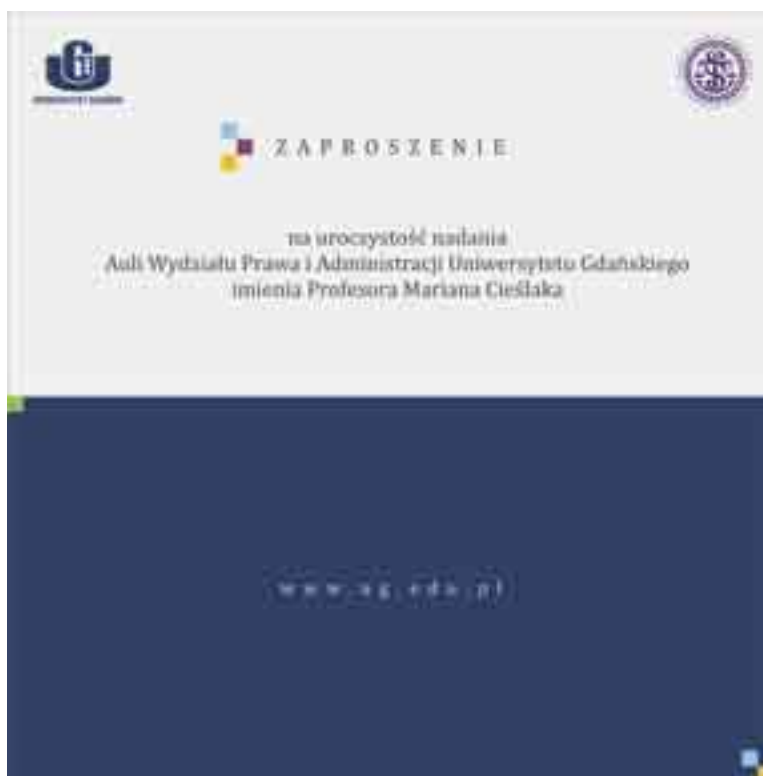 ZAPROSZENIE
na uroczystość nadania
Auli Wydziału Prawa i Administracji Uniwersytetu Gdańskiego
imienia Profesora Mariana Cieślaka
www.ug.edu.pl